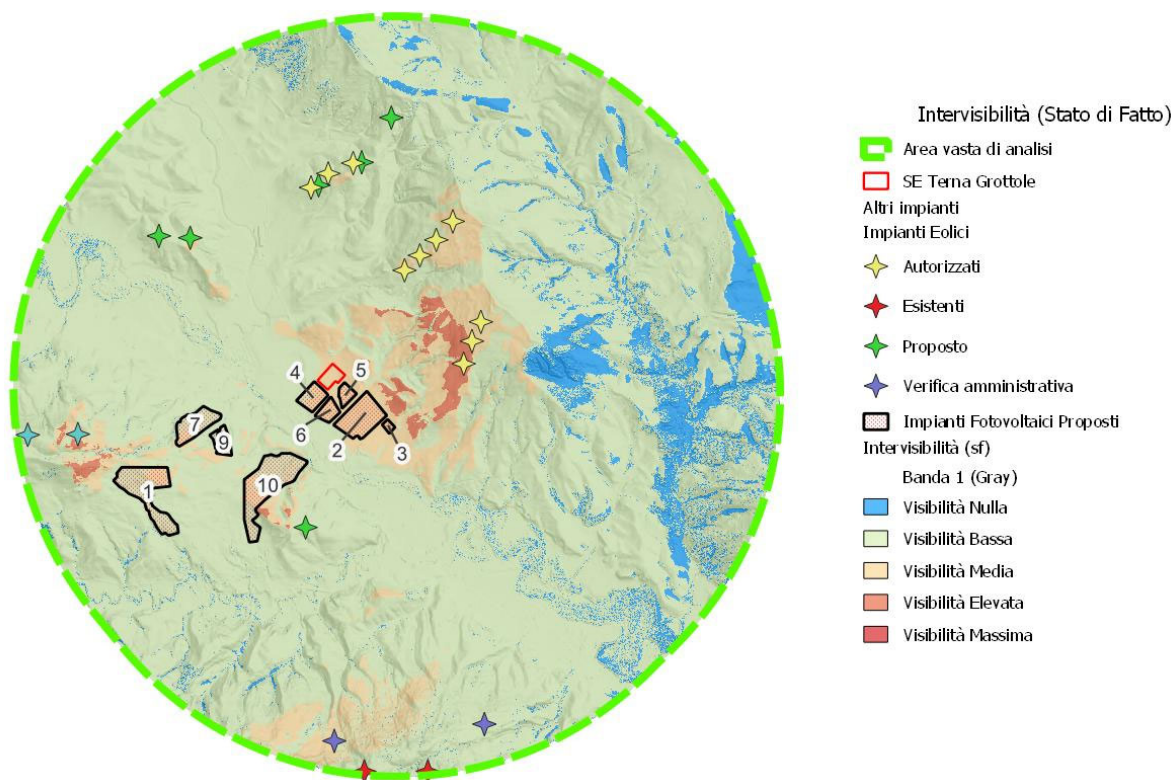 Intervisibilità (Stato di Fatto)
Area vasta di analisi
SE Terna Grottole
Altri impianti
Impianti Eolici
Autorizzati
Esistenti
Proposto
Verifica amministrativa
Impianti Fotovoltaici Proposti
Intervisibilità (sf)
Banda 1 (Gray)
Visibilità Nulla
Visibilità Bassa
Visibilità Media
Visibilità Elevata
Visibilità Massima
4
5
7
9
6
2
3
1
10